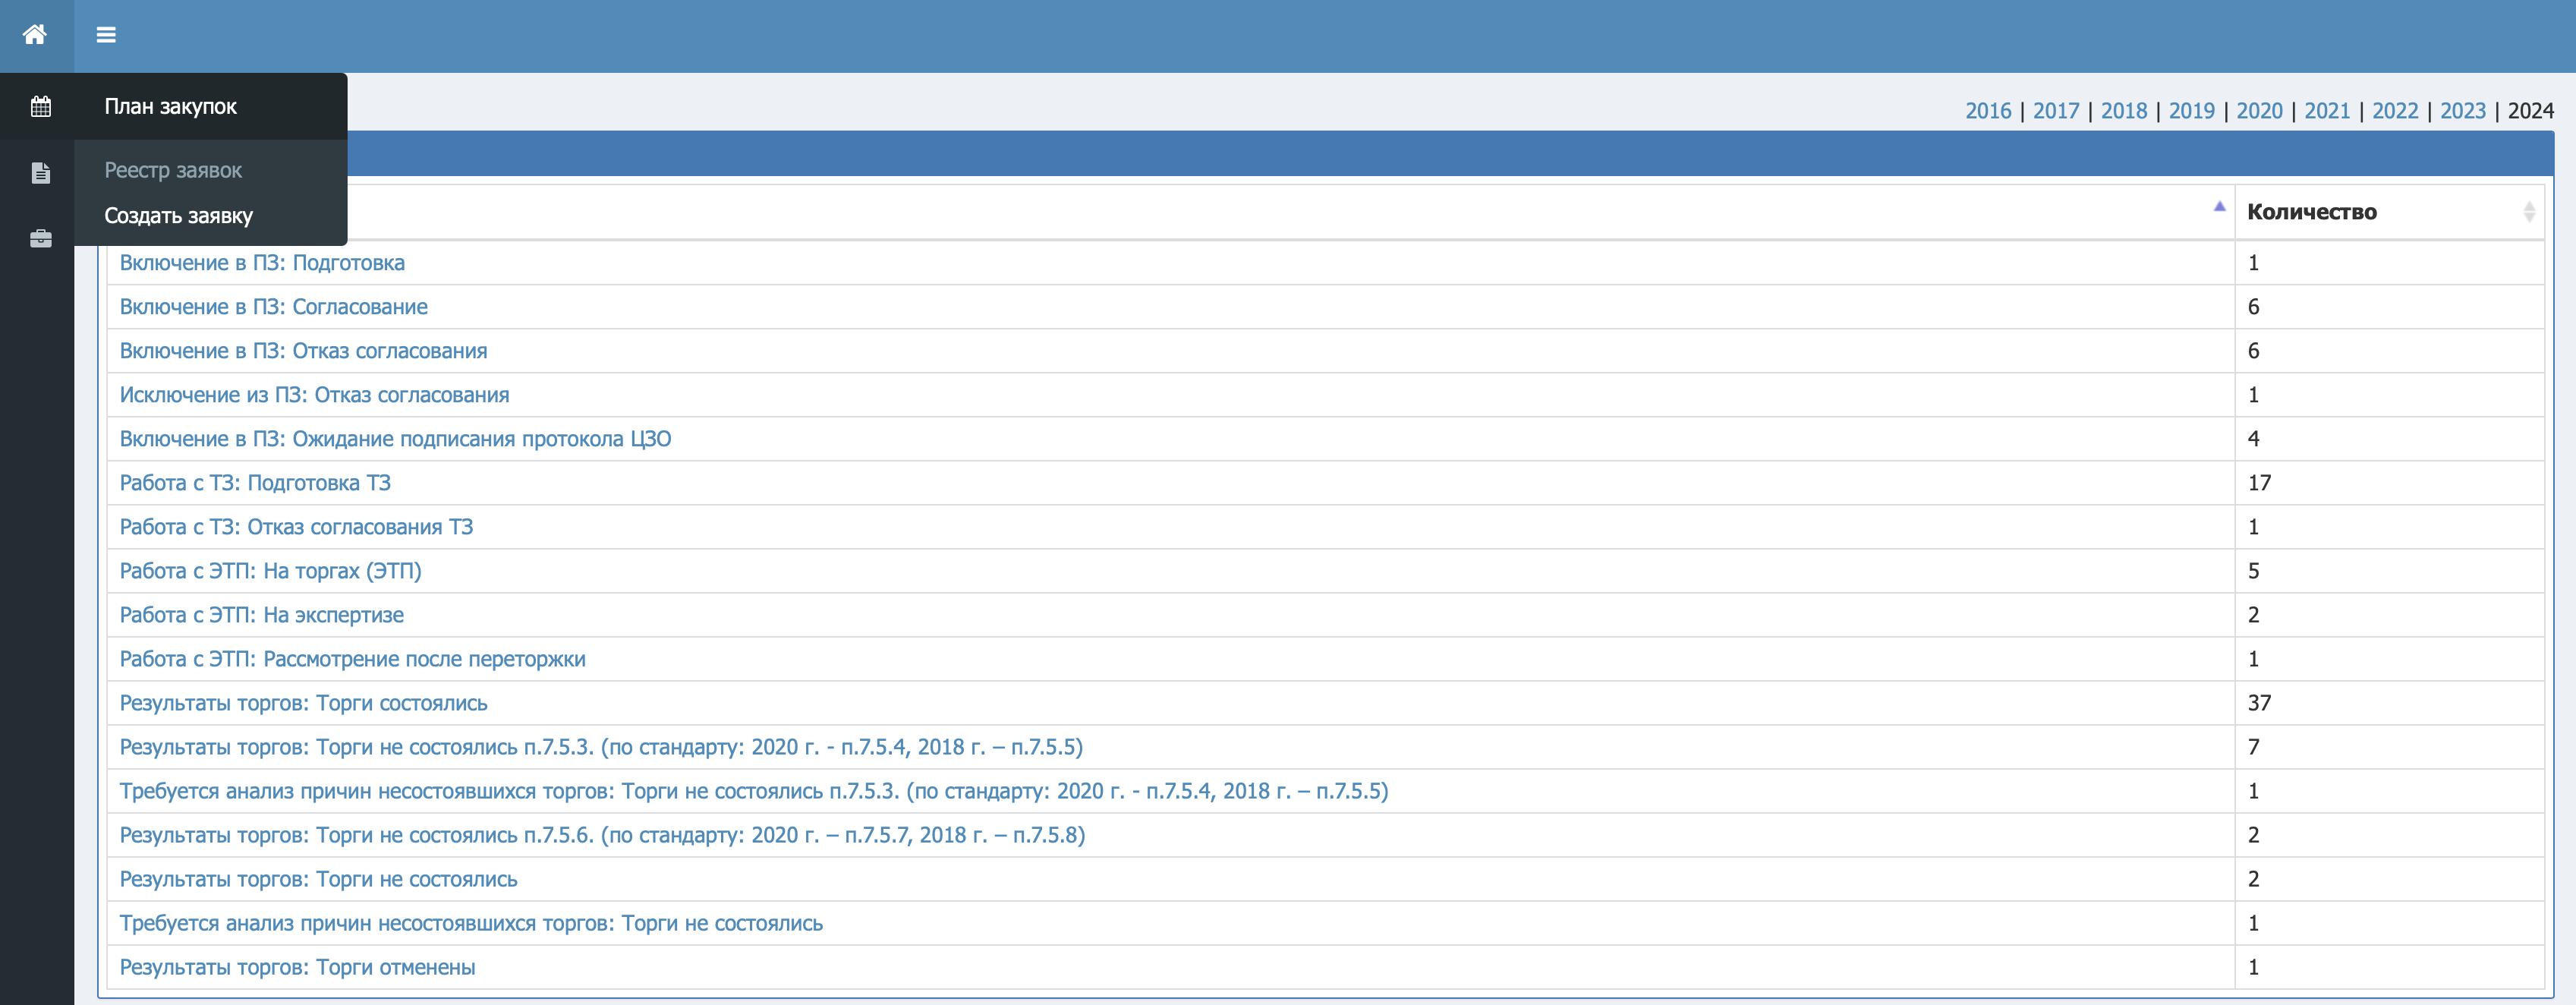 План закупок
Реестр заявок
Создать заявку
2016 | 2017 | 2018 | 2019 | 2020 | 2021 | 2022 | 2023 | 2024
Количество
Включение в ПЗ: Подготовка 1
Включение в ПЗ: Согласование 6
Включение в ПЗ: Отказ согласования 6
Исключение из ПЗ: Отказ согласования 1
Включение в ПЗ: Ожидание подписания протокола ЦЗО 4
Работа с ТЗ: Подготовка ТЗ 17
Работа с ТЗ: Отказ согласования ТЗ 1
Работа с ЭТП: На торгах (ЭТП) 5
Работа с ЭТП: На экспертизе 2
Работа с ЭТП: Рассмотрение после переторжки 1
Результаты торгов: Торги состоялись 37
Результаты торгов: Торги не состоялись п.7.5.3. (по стандарту: 2020 г. - п.7.5.4, 2018 г. – п.7.5.5) 7
Требуется анализ причин несостоявшихся торгов: Торги не состоялись п.7.5.3. (по стандарту: 2020 г. - п.7.5.4, 2018 г. – п.7.5.5) 1
Результаты торгов: Торги не состоялись п.7.5.6. (по стандарту: 2020 г. – п.7.5.7, 2018 г. – п.7.5.8) 2
Результаты торгов: Торги не состоялись 2
Требуется анализ причин несостоявшихся торгов: Торги не состоялись 1
Результаты торгов: Торги отменены 1